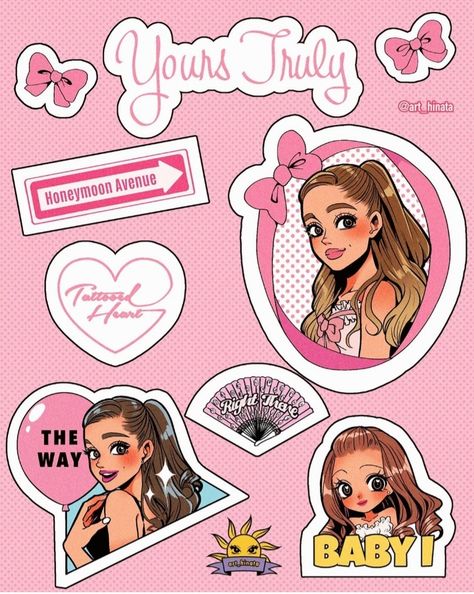 Yours Truly
@art_hinata
Honeymoon Avenue
Tattooed
Heart
Right There
THE
WAY
art_hinata
BABY I